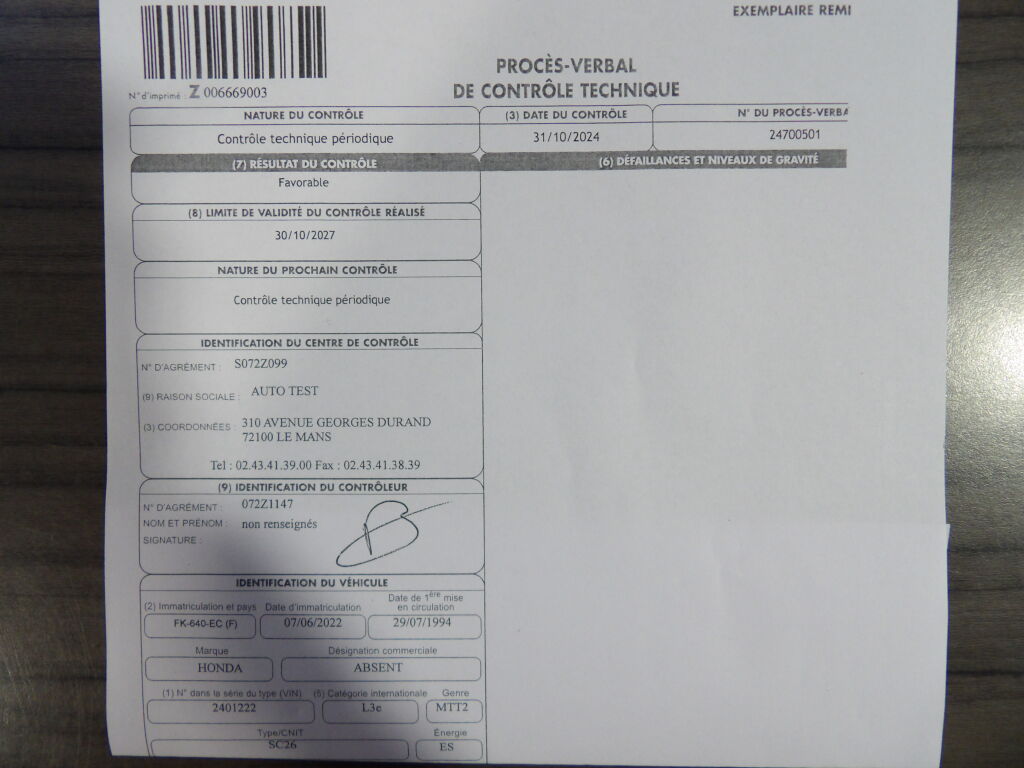 EXEMPLAIRE REMI
N°d'imprimé : Z 006669003
PROCÈS-VERBAL
DE CONTRÔLE TECHNIQUE
NATURE DU CONTRÔLE
Contrôle technique périodique
(3) DATE DU CONTRÔLE
31/10/2024
N° DU PROCÈS-VERBA
24700501
(7) RÉSULTAT DU CONTRÔLE
Favorable
(6) DÉFAILLANCES ET NIVEAUX DE GRAVITÉ
(8) LIMITE DE VALIDITÉ DU CONTRÔLE RÉALISÉ
30/10/2027
NATURE DU PROCHAIN CONTRÔLE
Contrôle technique périodique
IDENTIFICATION DU CENTRE DE CONTRÔLE
N° D'AGRÉMENT : S072Z099
(9) RAISON SOCIALE : AUTO TEST
(3) COORDONNÉES : 310 AVENUE GEORGES DURAND
72100 LE MANS
Tel : 02.43.41.39.00 Fax : 02.43.41.38.39
(9) IDENTIFICATION DU CONTRÔLEUR
N° D'AGRÉMENT : 072Z1147
NOM ET PRÉNOM : non renseignés
SIGNATURE :
IDENTIFICATION DU VÉHICULE
(2) Immatriculation et pays
FK-640-EC (F)
Date d'immatriculation
07/06/2022
Date de 1ère mise
en circulation
29/07/1994
Marque
HONDA
Désignation commerciale
ABSENT
(1) N° dans la série du type (VIN)
2401222
(5) Catégorie internationale
L3e
Genre
MTT2
Type/CNIT
SC26
Énergie
ES